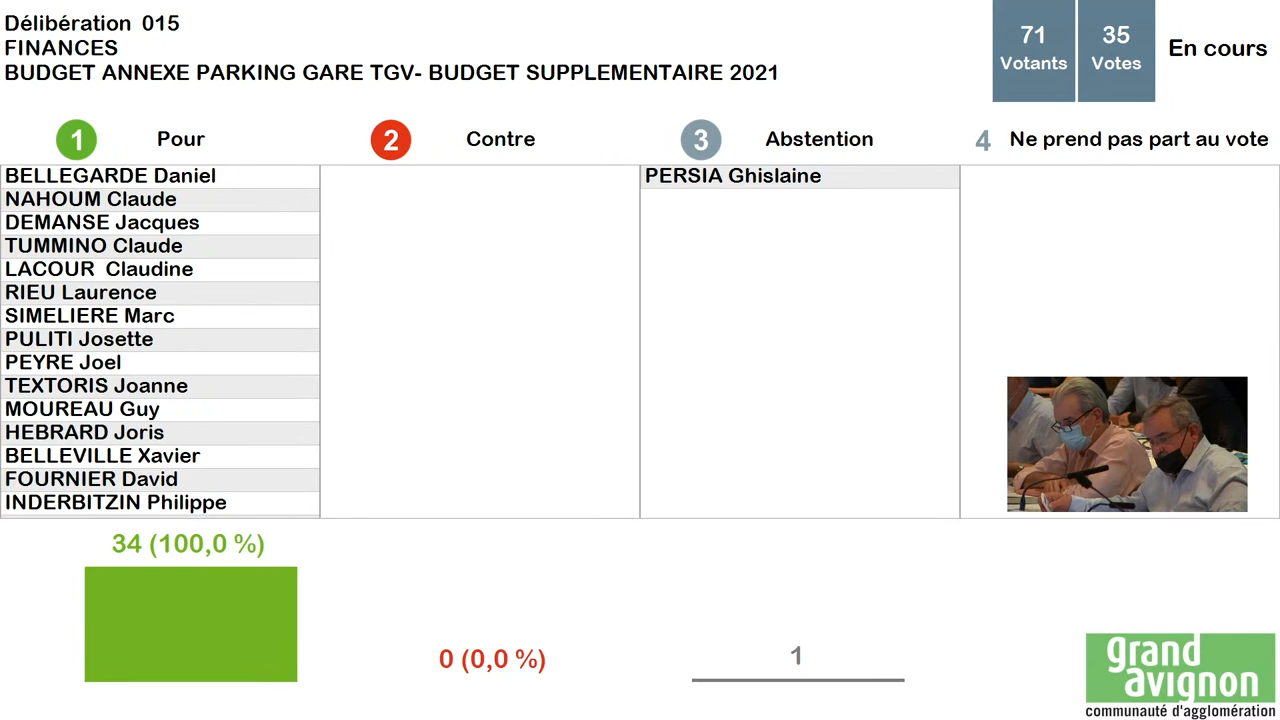 Délibération 015
FINANCES
BUDGET ANNEXE PARKING GARE TGV- BUDGET SUPPLEMENTAIRE 2021
71
Votants
35
Votes
En cours
1 Pour
2 Contre
3 Abstention
4 Ne prend pas part au vote
BELLEGARDE Daniel
NAHOUM Claude
DEMANSE Jacques
TUMMINO Claude
LACOUR Claudine
RIEU Laurence
SIMELIERE Marc
PULITI Josette
PEYRE Joel
TEXTORIS Joanne
MOUREAU Guy
HEBRARD Joris
BELLEVILLE Xavier
FOURNIER David
INDERBITZIN Philippe
PERSIA Ghislaine
34 (100,0 %)
0 (0,0 %)
1
grand
avignon
communauté d'agglomération